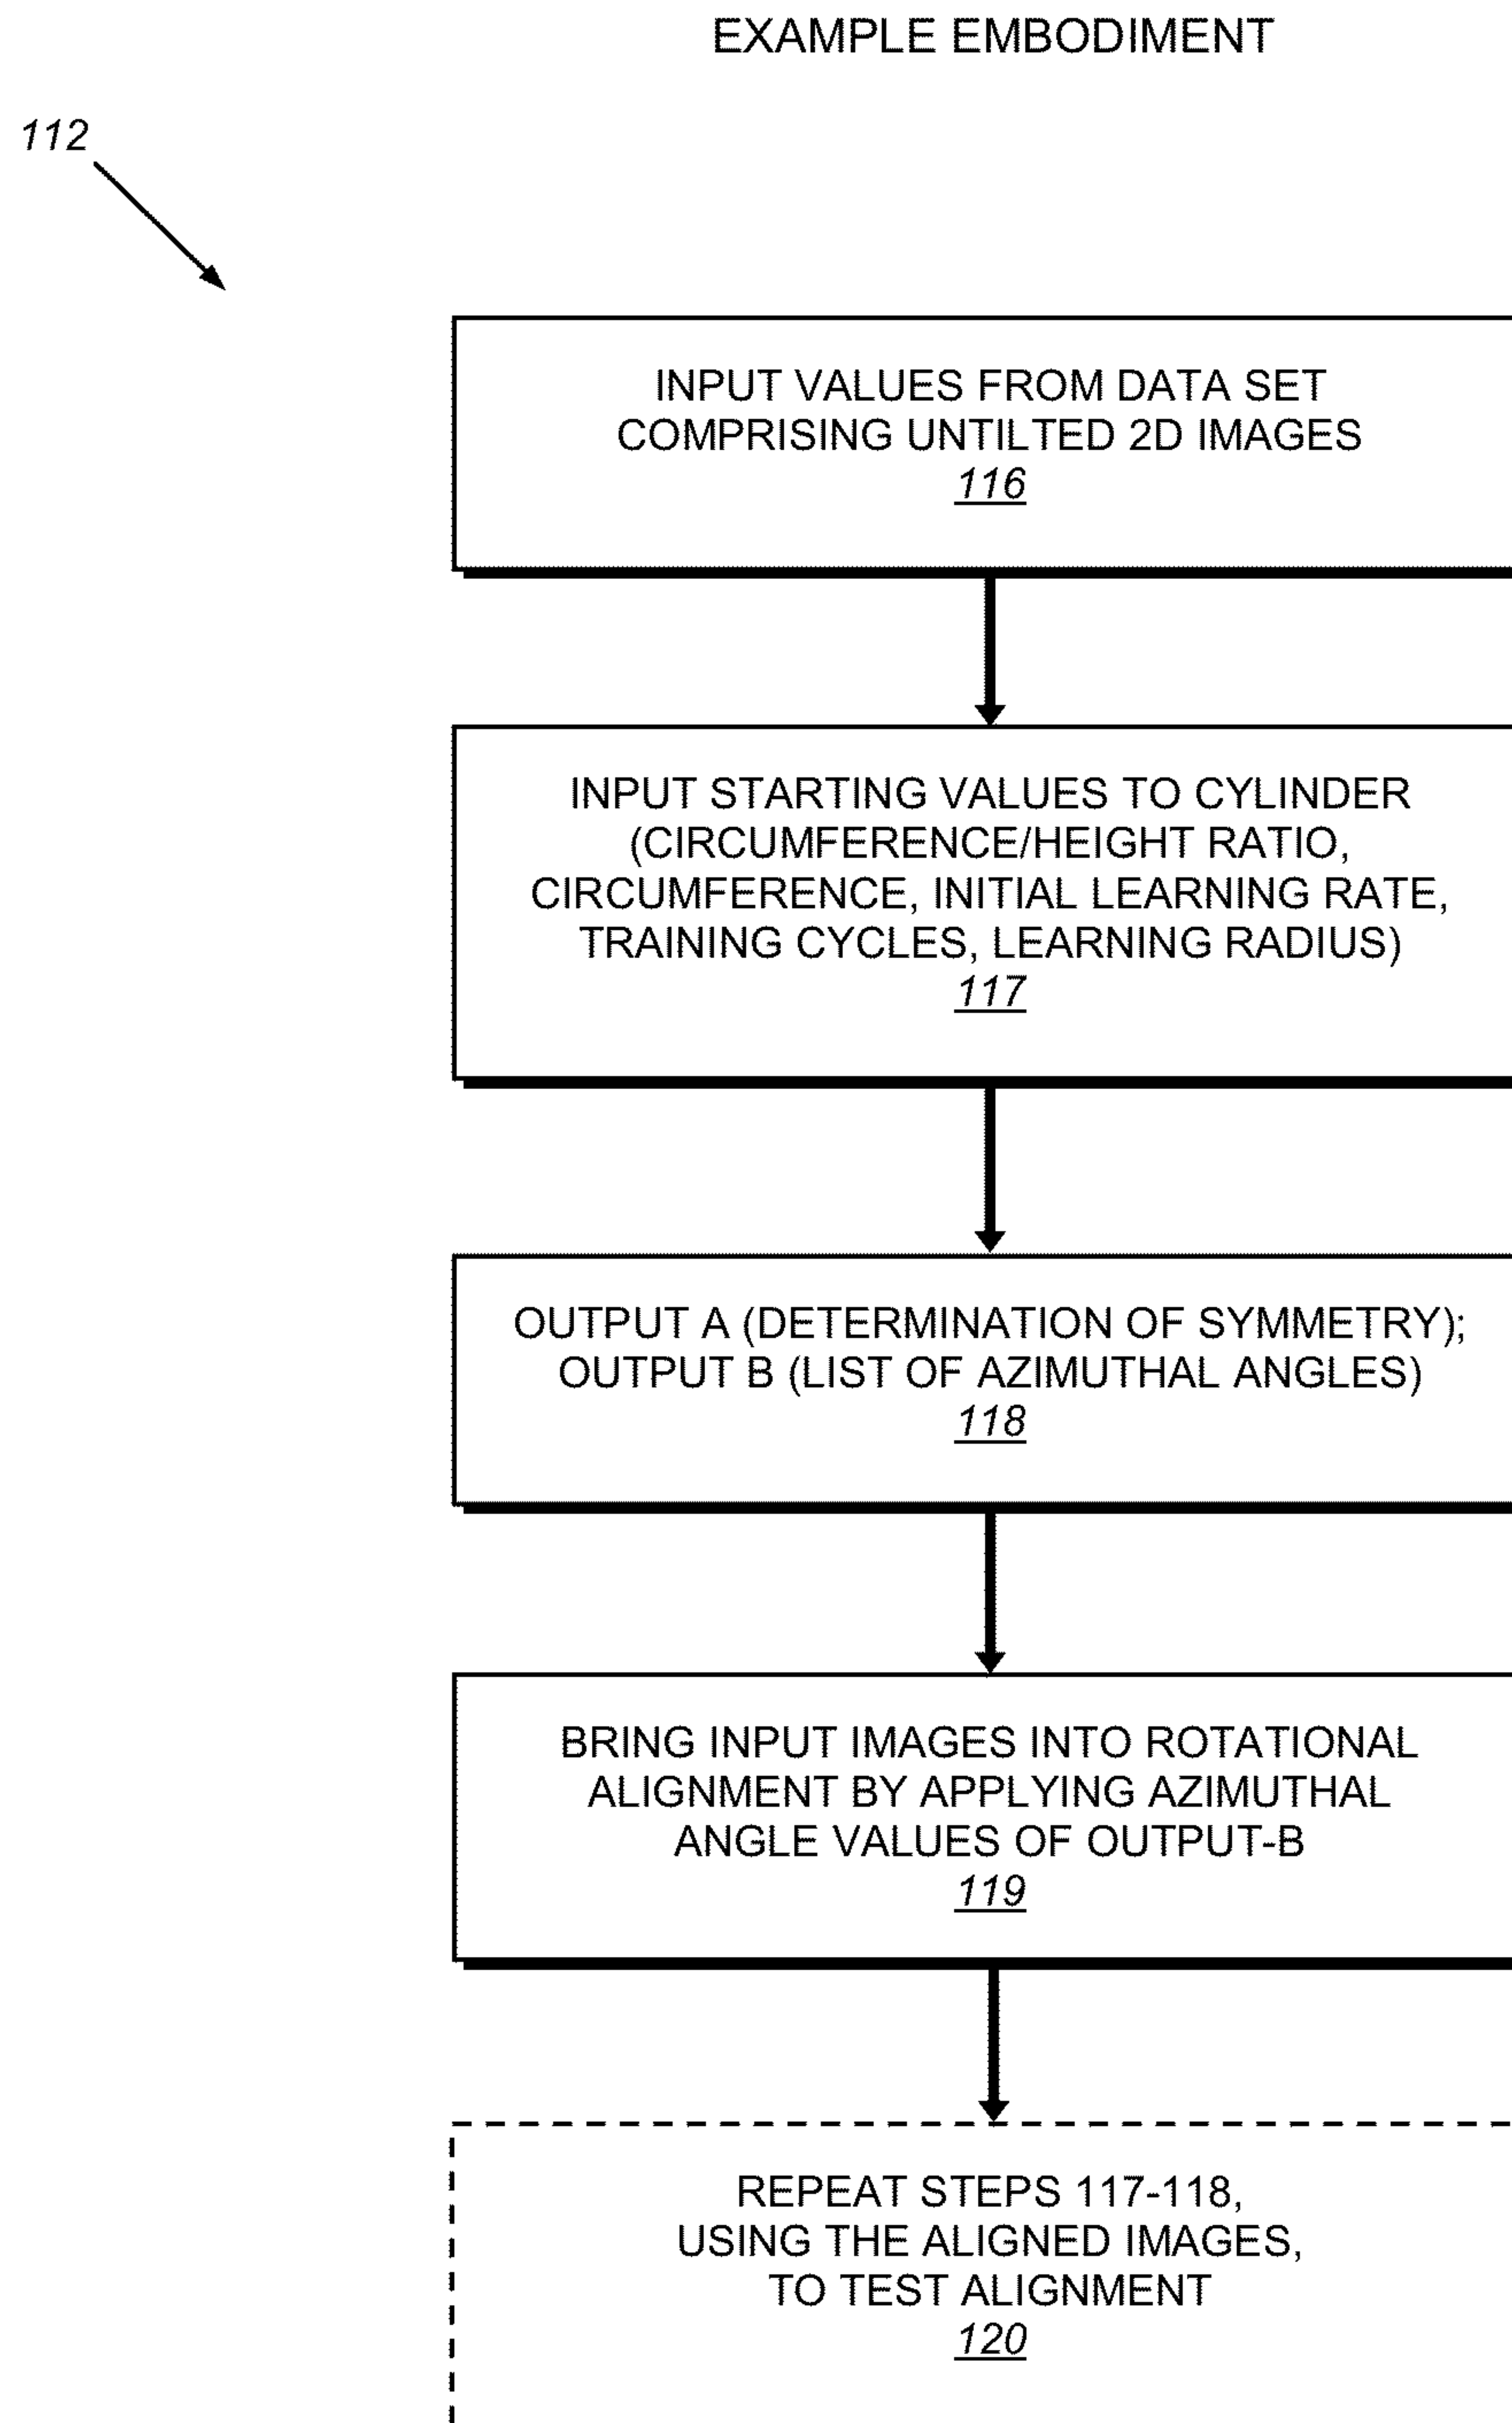 EXAMPLE EMBODIMENT
112
INPUT VALUES FROM DATA SET
COMPRISING UNTILTED 2D IMAGES
116
INPUT STARTING VALUES TO CYLINDER
(CIRCUMFERENCE/HEIGHT RATIO,
CIRCUMFERENCE, INITIAL LEARNING RATE,
TRAINING CYCLES, LEARNING RADIUS)
117
OUTPUT A (DETERMINATION OF SYMMETRY);
OUTPUT B (LIST OF AZIMUTHAL ANGLES)
118
BRING INPUT IMAGES INTO ROTATIONAL
ALIGNMENT BY APPLYING AZIMUTHAL
ANGLE VALUES OF OUTPUT-B
119
REPEAT STEPS 117-118,
USING THE ALIGNED IMAGES,
TO TEST ALIGNMENT
120